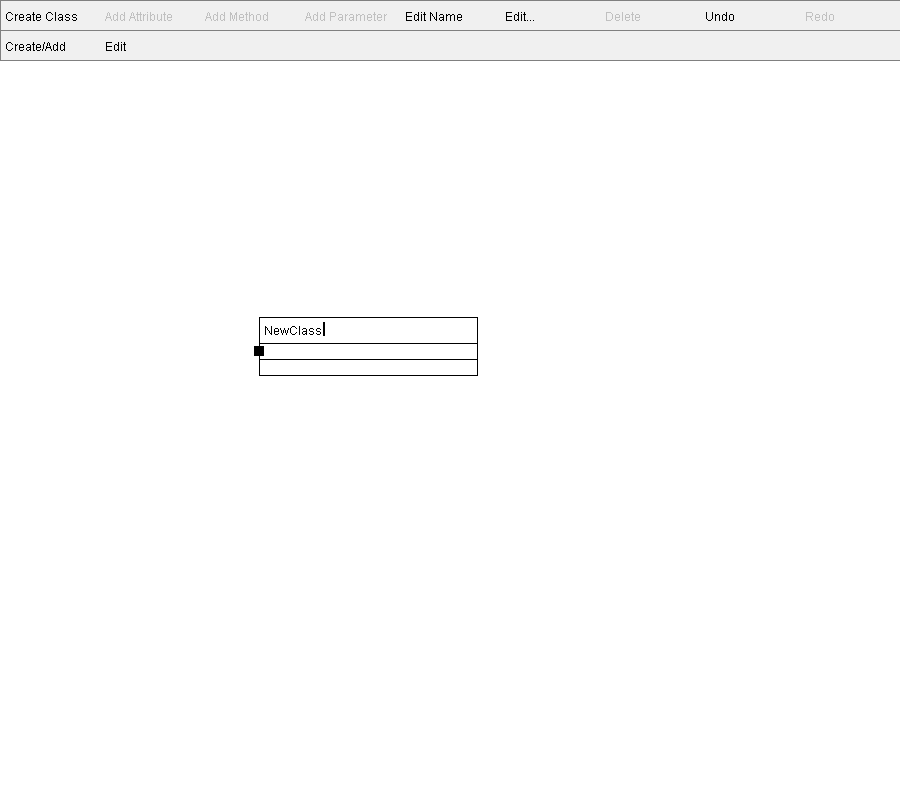 Create Class Add Attribute Add Method Add Parameter Edit Name Edit... Delete Undo Redo
Create/Add Edit
NewClass